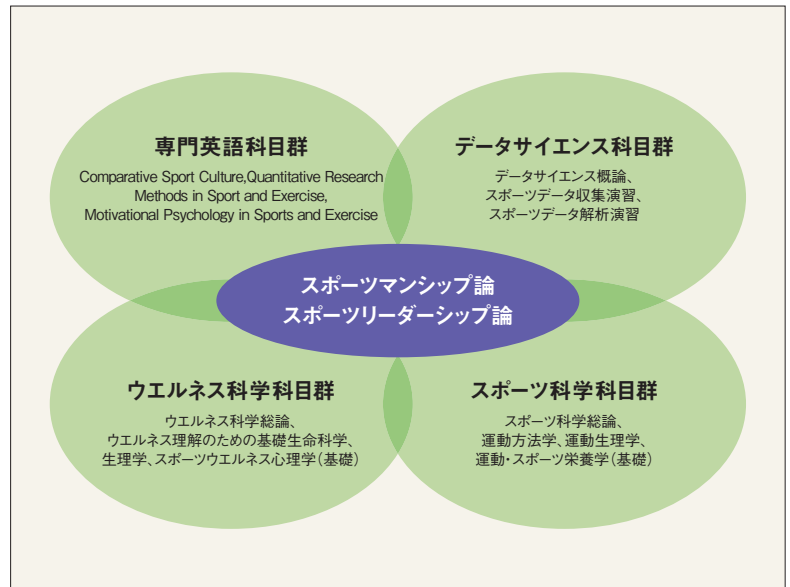 専門英語科目群
Comparative Sport Culture,Quantitative Research
Methods in Sport and Exercise,
Motivational Psychology in Sports and Exercise
データサイエンス科目群
データサイエンス概論、
スポーツデータ収集演習、
スポーツデータ解析演習
スポーツマンシップ論
スポーツリーダーシップ論
ウエルネス科学科目群
ウエルネス科学総論、
ウエルネス理解のための基礎生命科学、
生理学、スポーツウエルネス心理学(基礎)
スポーツ科学科目群
スポーツ科学総論、
運動方法学、運動生理学、
運動・スポーツ栄養学(基礎)